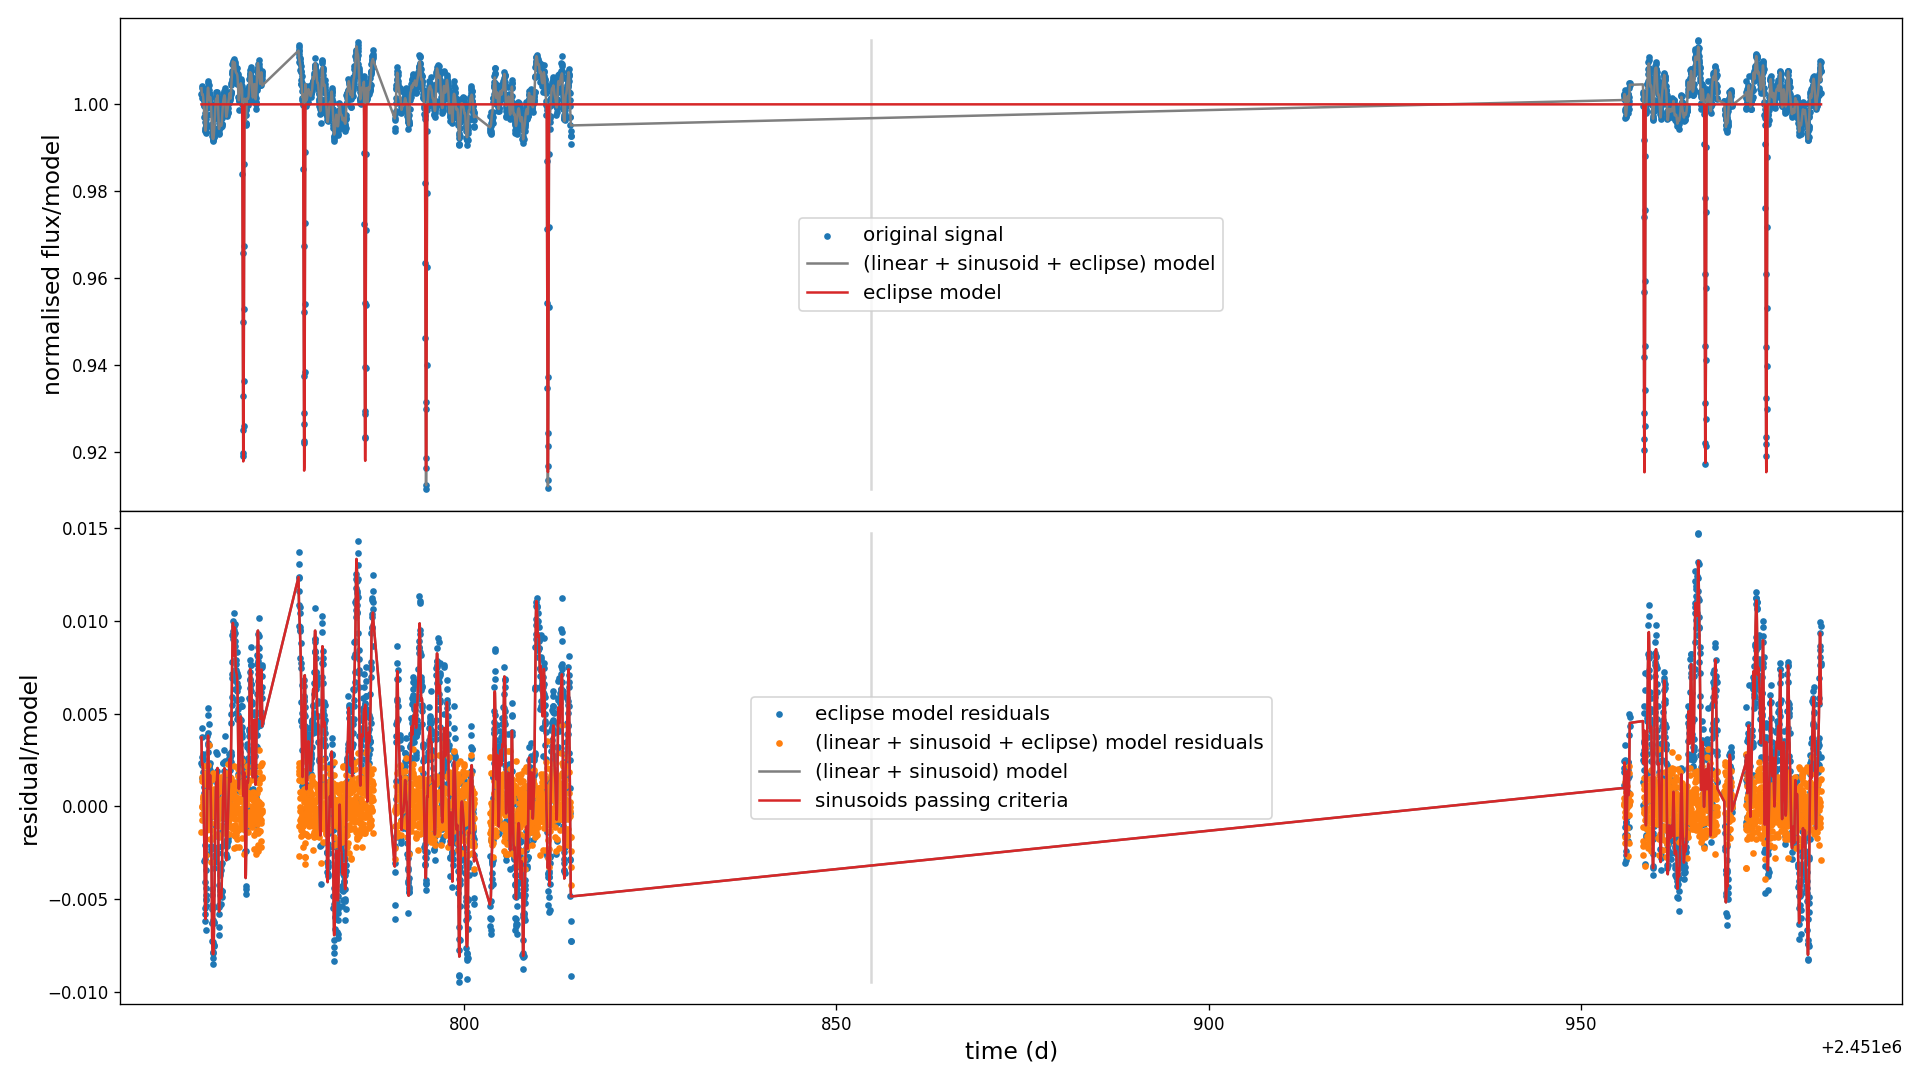 normalised flux/model
1.00
0.98
0.96
0.94
0.92
original signal
(linear + sinusoid + eclipse) model
eclipse model
residual/model
0.015
0.010
0.005
0.000
−0.005
−0.010
eclipse model residuals
(linear + sinusoid + eclipse) model residuals
(linear + sinusoid) model
sinusoids passing criteria
800
850
900
950
time (d)
+2.451e6